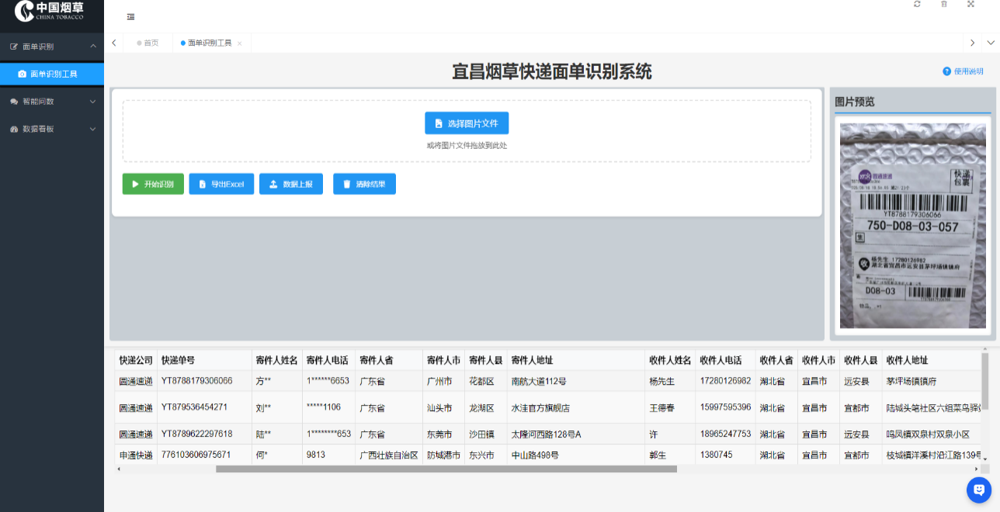 中国烟草
CHINA TOBACCO
面单识别
面单识别工具
智能问数
数据看板
首页
面单识别工具
宜昌烟草快递面单识别系统
使用说明
选择图片文件
或将图片文件拖放到此处
开始识别 导出Excel 数据上报 清除结果
图片预览
圆通速递
快递包裹
YT8788179306066
750-D08-03-057
集
收 杨先生 17280126982
湖北省宜昌市远安县茅坪场镇镇府
D08-03
快递公司 快递单号 寄件人姓名 寄件人电话 寄件人省 寄件人市 寄件人县 寄件人地址 收件人姓名 收件人电话 收件人省 收件人市 收件人县 收件人地址
圆通速递 YT8788179306066 方** 1******6653 广东省 广州市 花都区 南航大道112号 杨先生 17280126982 湖北省 宜昌市 远安县 茅坪场镇镇府
圆通速递 YT879536454271 刘** *****1106 广东省 汕头市 龙湖区 水洼官方旗舰店 王德春 15997595396 湖北省 宜昌市 宜都市 陆城头笔社区六组菜鸟驿
圆通速递 YT8789622297618 陆** 1********653 广东省 东莞市 沙田镇 太隆河西路128号A 许 18965247753 湖北省 宜昌市 远安县 鸣凤镇双泉村双泉小区
申通快递 776103606975671 何* 9813 广西壮族自治区 防城港市 东兴市 中山路498号 郭生 1380745 湖北省 宜昌市 宜都市 枝城镇洋溪村沿江路139号